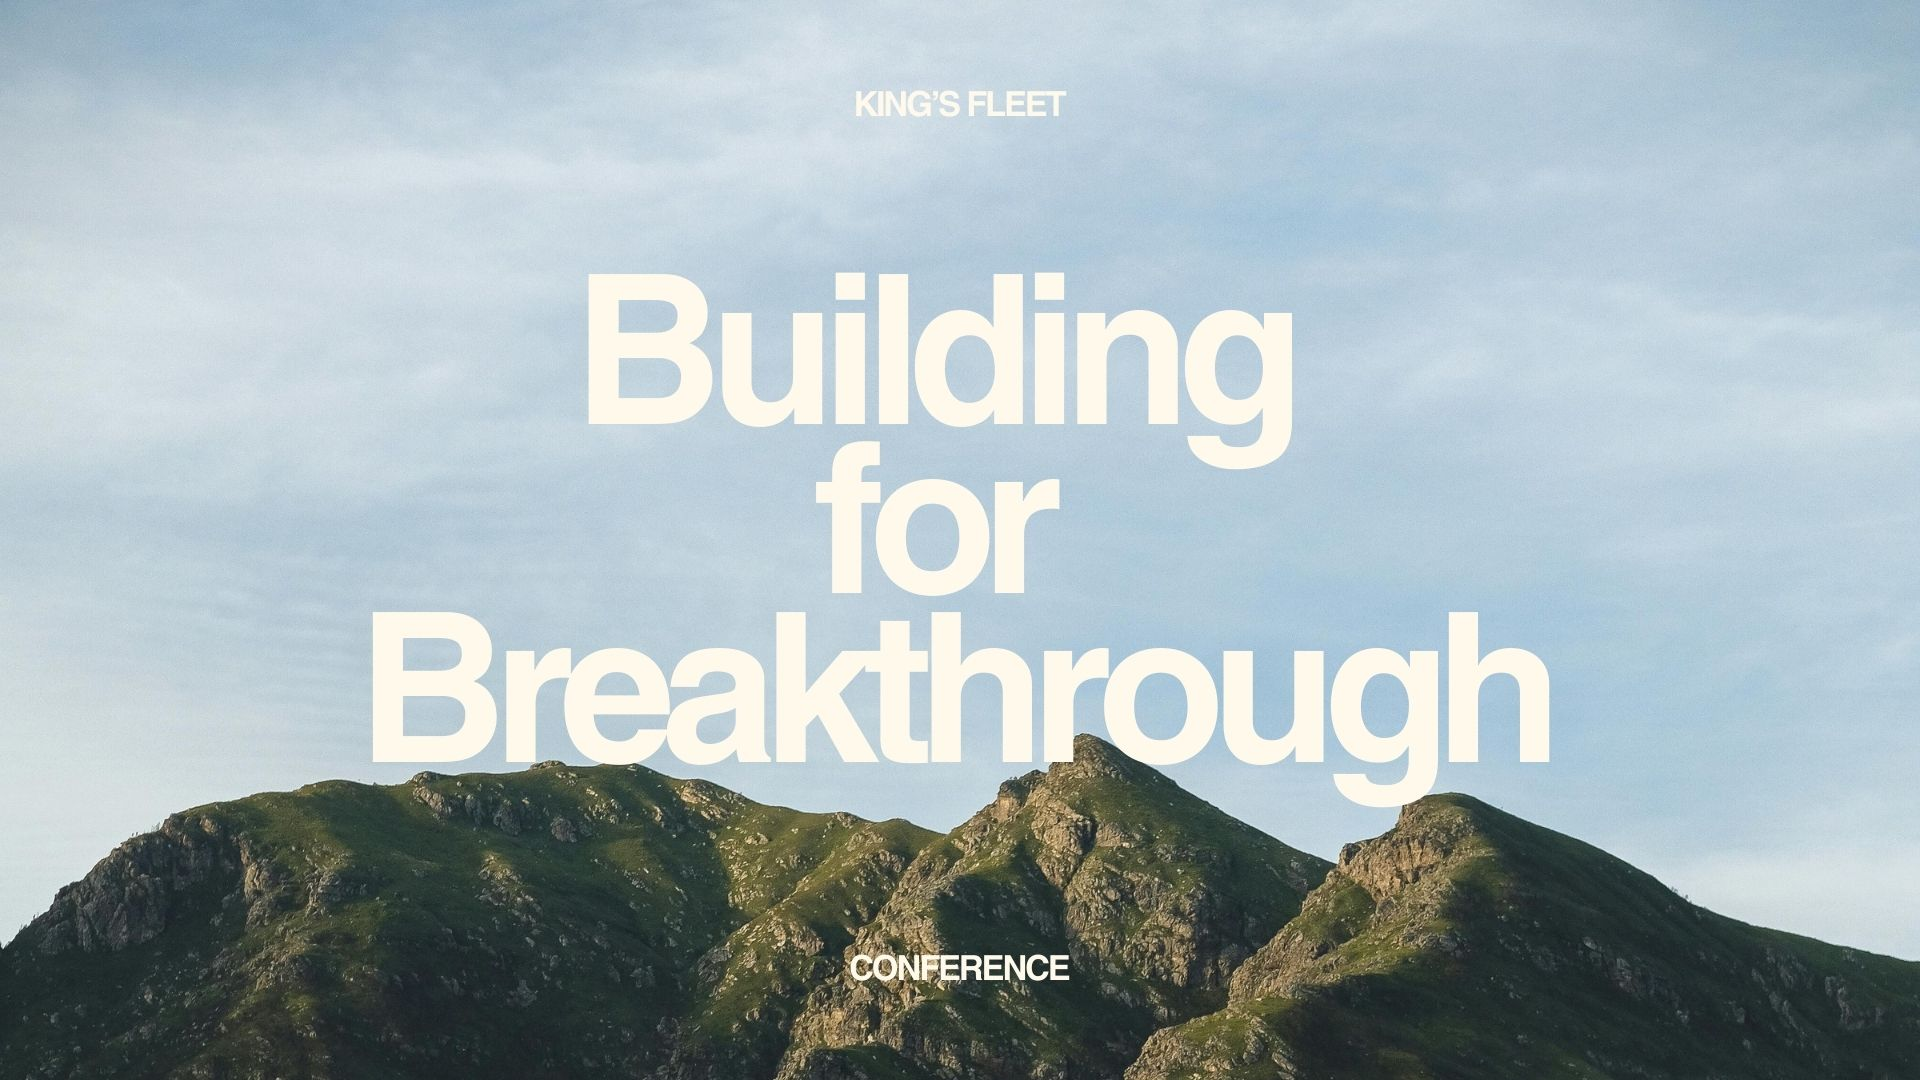 KING’S FLEET
Building
for
Breakthrough
CONFERENCE